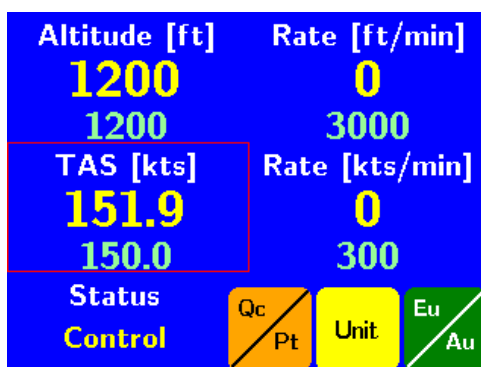 Altitude [ft] Rate [ft/min]
1200 0
1200 3000
TAS [kts] Rate [kts/min]
151.9 0
150.0 300
Status
Control
Qc
Pt
Unit
Eu
Au